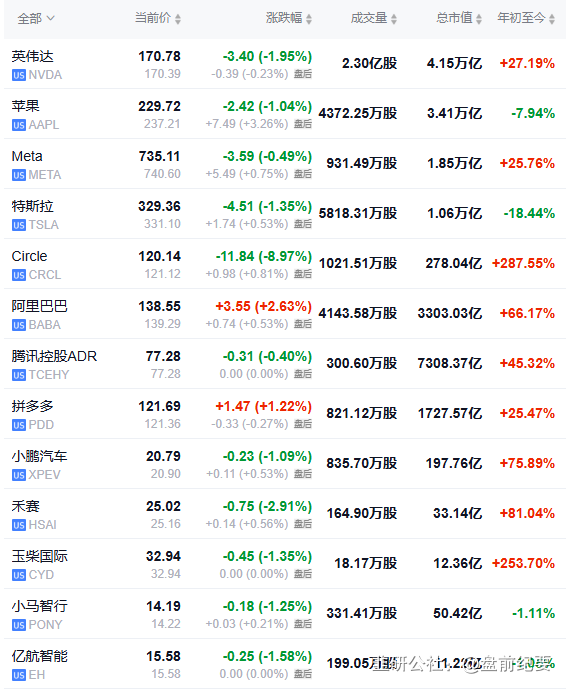 全部 当前价 涨跌幅 成交量 总市值 年初至今
英伟达 170.78 -3.40 (-1.95%) 2.30亿股 4.15万亿 +27.19%
US NVDA 170.39 -0.39 (-0.23%) 盘后
苹果 229.72 -2.42 (-1.04%) 4372.25万股 3.41万亿 -7.94%
US AAPL 237.21 +7.49 (+3.26%) 盘后
Meta 735.11 -3.59 (-0.49%) 931.49万股 1.85万亿 +25.76%
US META 740.60 +5.49 (+0.75%) 盘后
特斯拉 329.36 -4.51 (-1.35%) 5818.31万股 1.06万亿 -18.44%
US TSLA 331.10 +1.74 (+0.53%) 盘后
Circle 120.14 -11.84 (-8.97%) 1021.51万股 278.04亿 +287.55%
US CRCL 121.12 +0.98 (+0.81%) 盘后
阿里巴巴 138.55 +3.55 (+2.63%) 4143.58万股 3303.03亿 +66.17%
US BABA 139.29 +0.74 (+0.53%) 盘后
腾讯控股ADR 77.28 -0.31 (-0.40%) 300.60万股 7308.37亿 +45.32%
US TCEHY 77.28 0.00 (0.00%) 盘后
拼多多 121.69 +1.47 (+1.22%) 821.12万股 1727.57亿 +25.47%
US PDD 121.36 -0.33 (-0.27%) 盘后
小鹏汽车 20.79 -0.23 (-1.09%) 835.70万股 197.76亿 +75.89%
US XPEV 20.90 +0.11 (+0.53%) 盘后
禾赛 25.02 -0.75 (-2.91%) 164.90万股 33.14亿 +81.04%
US HSAI 25.16 +0.14 (+0.56%) 盘后
玉柴国际 32.94 -0.45 (-1.35%) 18.17万股 12.36亿 +253.70%
US CYD 32.94 0.00 (0.00%) 盘后
小马智行 14.19 -0.18 (-1.25%) 331.41万股 50.42亿 -1.11%
US PONY 14.22 +0.03 (+0.21%) 盘后
亿航智能 15.58 -0.25 (-1.58%) 199.05万股
US EH 15.58 0.00 (0.00%) 盘后
韭研公社：@盘前纪要